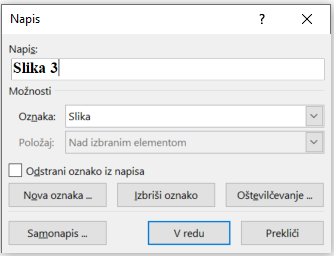 Napis
?
Napis:
Slika 3
Možnosti
Oznaka: Slika
Položaj: Nad izbranim elementom
Odstrani oznako iz napisa
Nova oznaka ... Izbriši oznako Oštevilčevanje ...
Samonapis ... V redu Prekliči